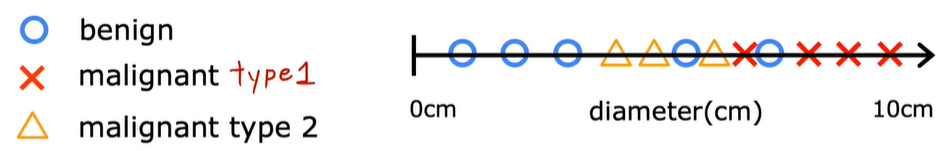 benign
malignant type1
malignant type 2
0cm
diameter(cm)
10cm